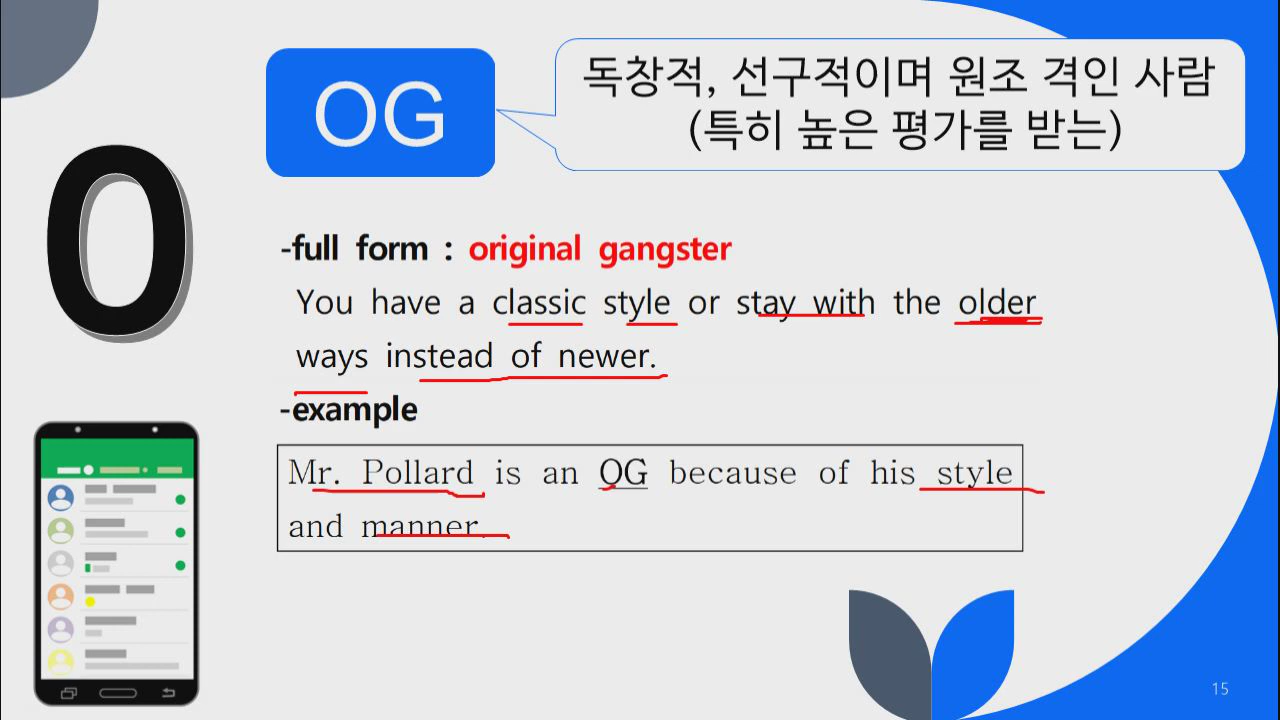 OG
독창적, 선구적이며 원조 격인 사람
(특히 높은 평가를 받는)
O
-full form : original gangster
You have a classic style or stay with the older
ways instead of newer.
-example
Mr. Pollard is an OG because of his style
and manner.
15